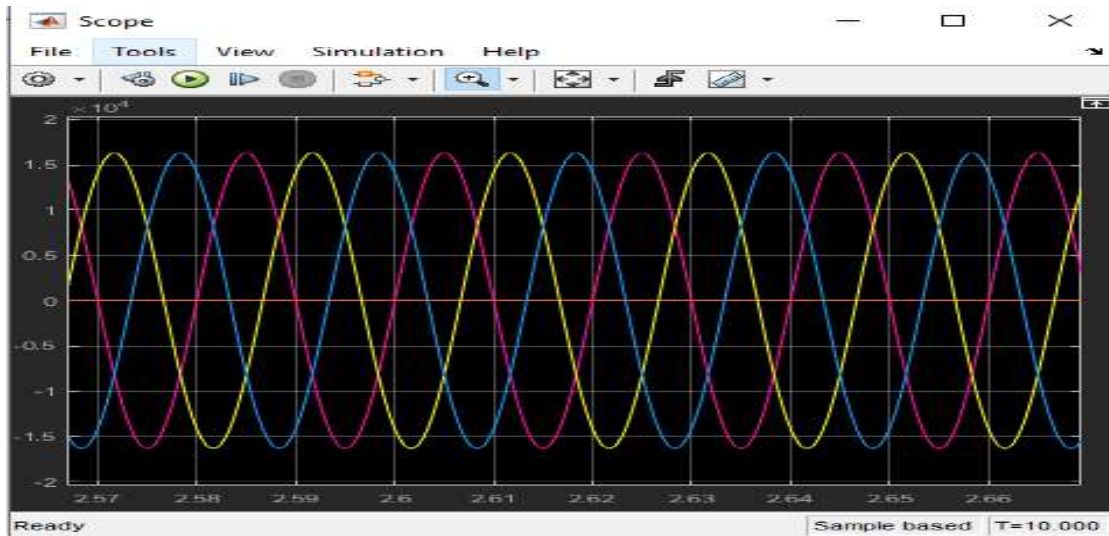 Scope
File Tools View Simulation Help
×10⁴
2
1.5
1
0.5
0
-0.5
-1
-1.5
-2
2.57 2.58 2.59 2.6 2.61 2.62 2.63 2.64 2.65 2.66
Ready Sample based T=10.000